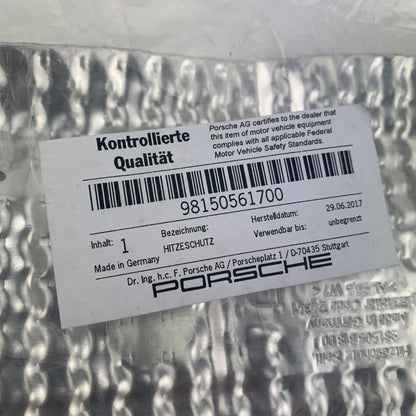 Kontrollierte
Qualität
Porsche AG certifies to the dealer that
this item of motor vehicle equipment
complies with all applicable Federal
Motor Vehicle Safety Standards.
98150561700
Inhalt: 1
Bezeichnung:
HITZESCHUTZ
Herstelldatum: 29.06.2017
Verwendbar bis: unbegrenzt
Made in Germany
Dr. Ing. h.c. F. Porsche AG / Porscheplatz 1 / D-70435 Stuttgart
PORSCHE